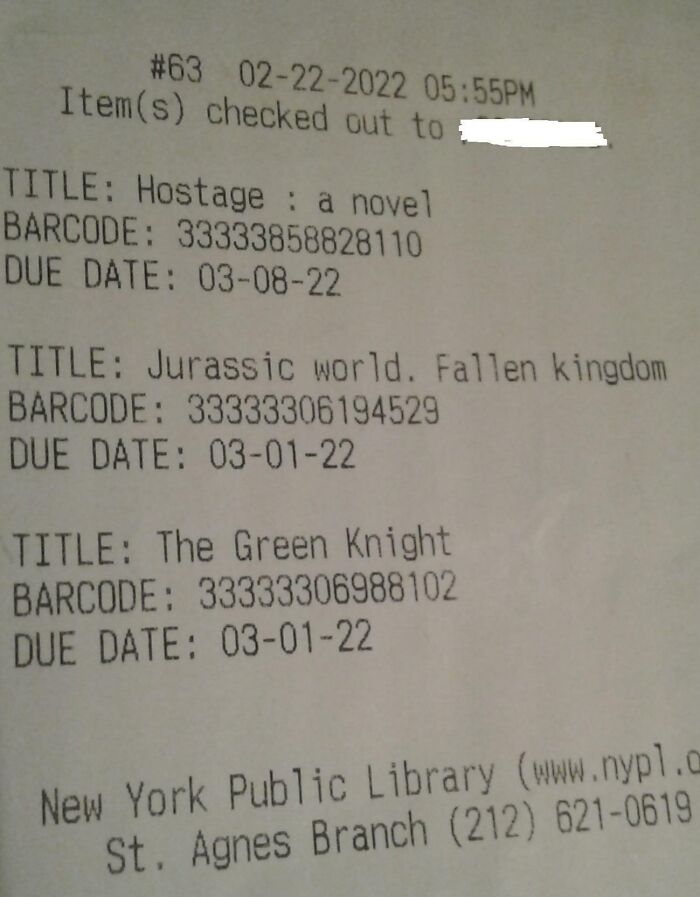 #63 02-22-2022 05:55PM
Item(s) checked out to
TITLE: Hostage : a novel
BARCODE: 33333858828110
DUE DATE: 03-08-22
TITLE: Jurassic world. Fallen kingdom
BARCODE: 33333306194529
DUE DATE: 03-01-22
TITLE: The Green Knight
BARCODE: 33333306988102
DUE DATE: 03-01-22
New York Public Library (www.nypl.o
St. Agnes Branch (212) 621-0619